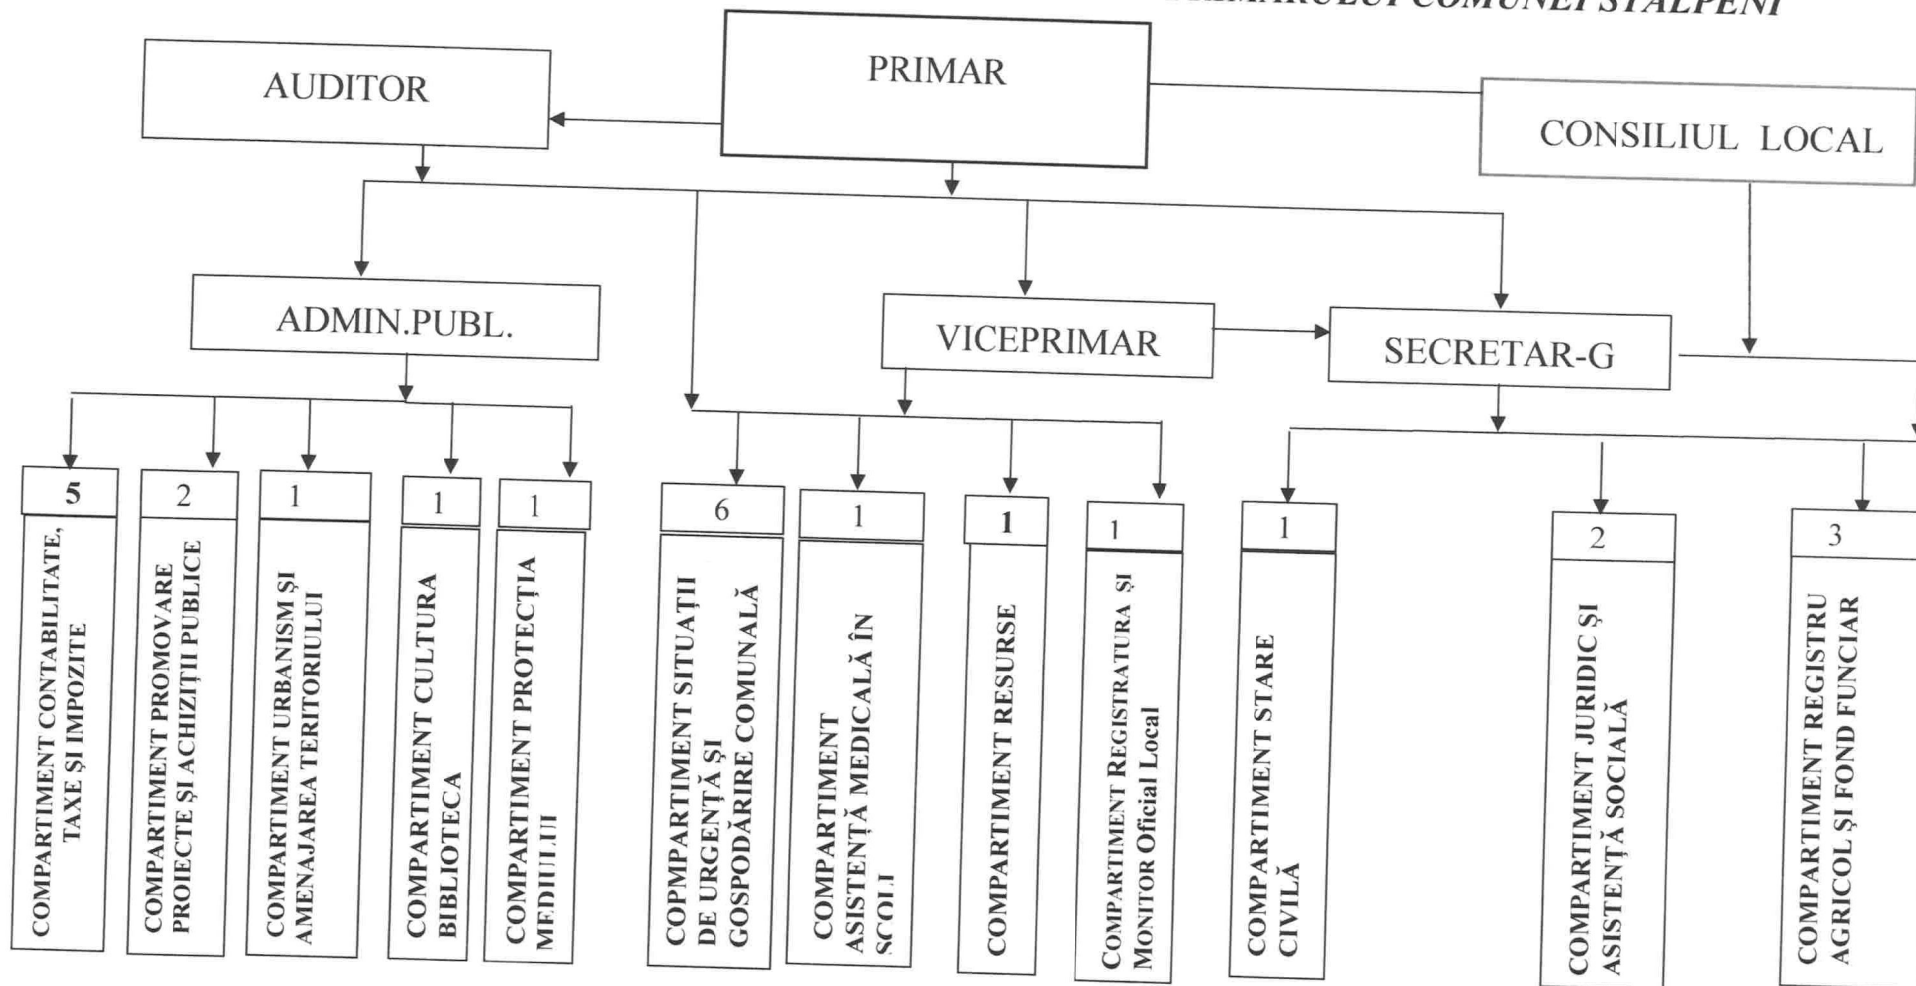 PRIMARULUI COMUNEI STÂLPENI
AUDITOR
PRIMAR
CONSILIUL LOCAL
ADMIN.PUBL.
VICEPRIMAR
SECRETAR-G
5
COMPARTIMENT CONTABILITATE,
TAXE ȘI IMPOZITE
2
COMPARTIMENT PROMOVARE
PROIECTE ȘI ACHIZIȚII PUBLICE
1
COMPARTIMENT URBANISM ȘI
AMENAJAREA TERITORIULUI
1
COMPARTIMENT CULTURA
BIBLIOTECA
1
COMPARTIMENT PROTECȚIA
MEDIULUI
6
COPMPARTIMENT SITUAȚII
DE URGENȚĂ ȘI
GOSPODĂRIRE COMUNALĂ
1
COMPARTIMENT
ASISTENȚĂ MEDICALĂ ÎN
ȘCOLI
1
COMPARTIMENT RESURSE
1
COMPARTIMENT REGISTRATURA ȘI
MONITOR Oficial Local
1
COMPARTIMENT STARE
CIVILĂ
2
COMPARTIMENT JURIDIC ȘI
ASISTENȚĂ SOCIALĂ
3
COMPARTIMENT REGISTRU
AGRICOL ȘI FOND FUNCIAR